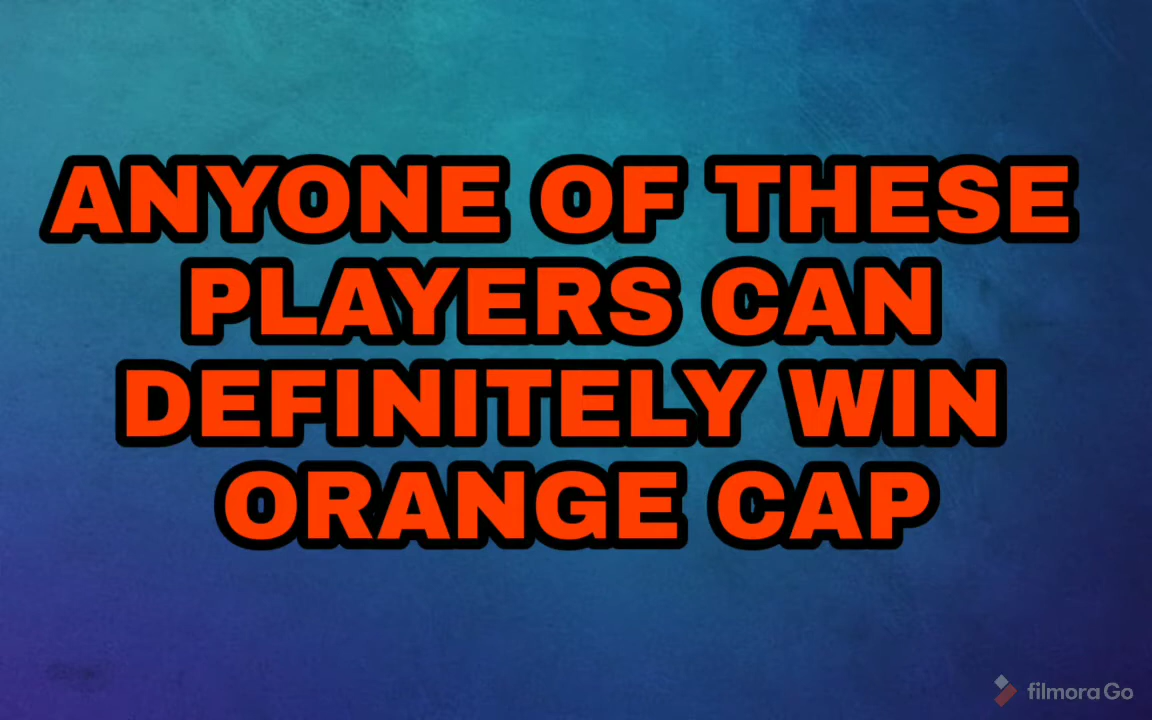 ANYONE OF THESE
PLAYERS CAN
DEFINITELY WIN
ORANGE CAP
filmora Go